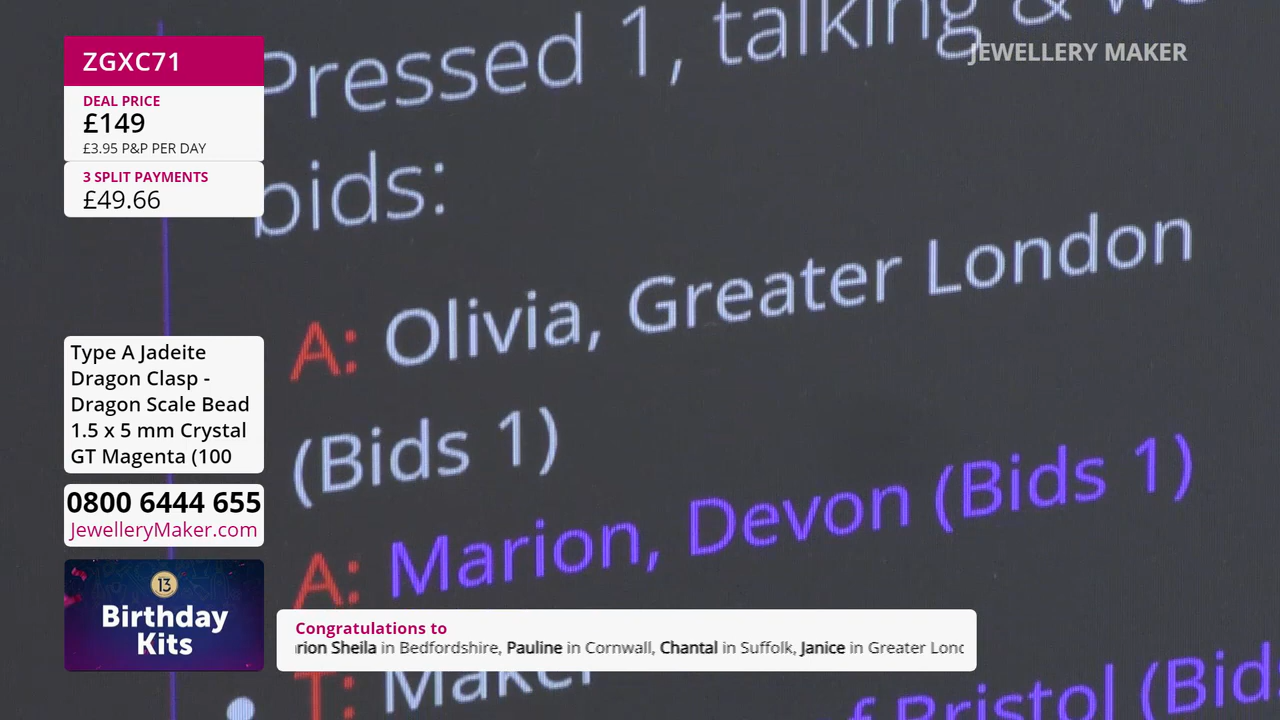 ZGXC71
DEAL PRICE
£149
£3.95 P&P PER DAY
3 SPLIT PAYMENTS
£49.66
Type A Jadeite
Dragon Clasp -
Dragon Scale Bead
1.5 x 5 mm Crystal
GT Magenta (100
0800 6444 655
JewelleryMaker.com
13
Birthday
Kits
JEWELLERY MAKER
Pressed 1, talking &
bids:
A: Olivia, Greater London
(Bids 1)
A: Marion, Devon (Bids 1)
T:
of Bristol (Bids
Congratulations to
Sheila in Bedfordshire, Pauline in Cornwall, Chantal in Suffolk, Janice in Greater